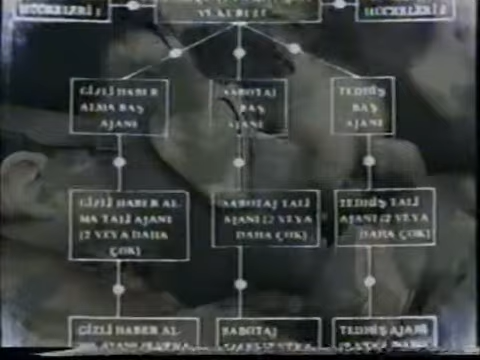 HÜCRELERİ
HÜCRELERİ
GİZLİ HABER
ALMA BAŞ
AJANI
SABOTAJ
BAŞ
AJANI
TEDHİŞ
BAŞ
AJANI
GİZLİ HABER AL-
MA TALİ AJANI
(2 VEYA DAHA
ÇOK)
SABOTAJ TALİ
AJANI (2 VEYA
DAHA ÇOK)
TEDHİŞ TALİ
AJANI (2 VEYA
DAHA ÇOK)
GİZLİ HABER AL-
SABOTAJ
TEDHİŞ AJANI